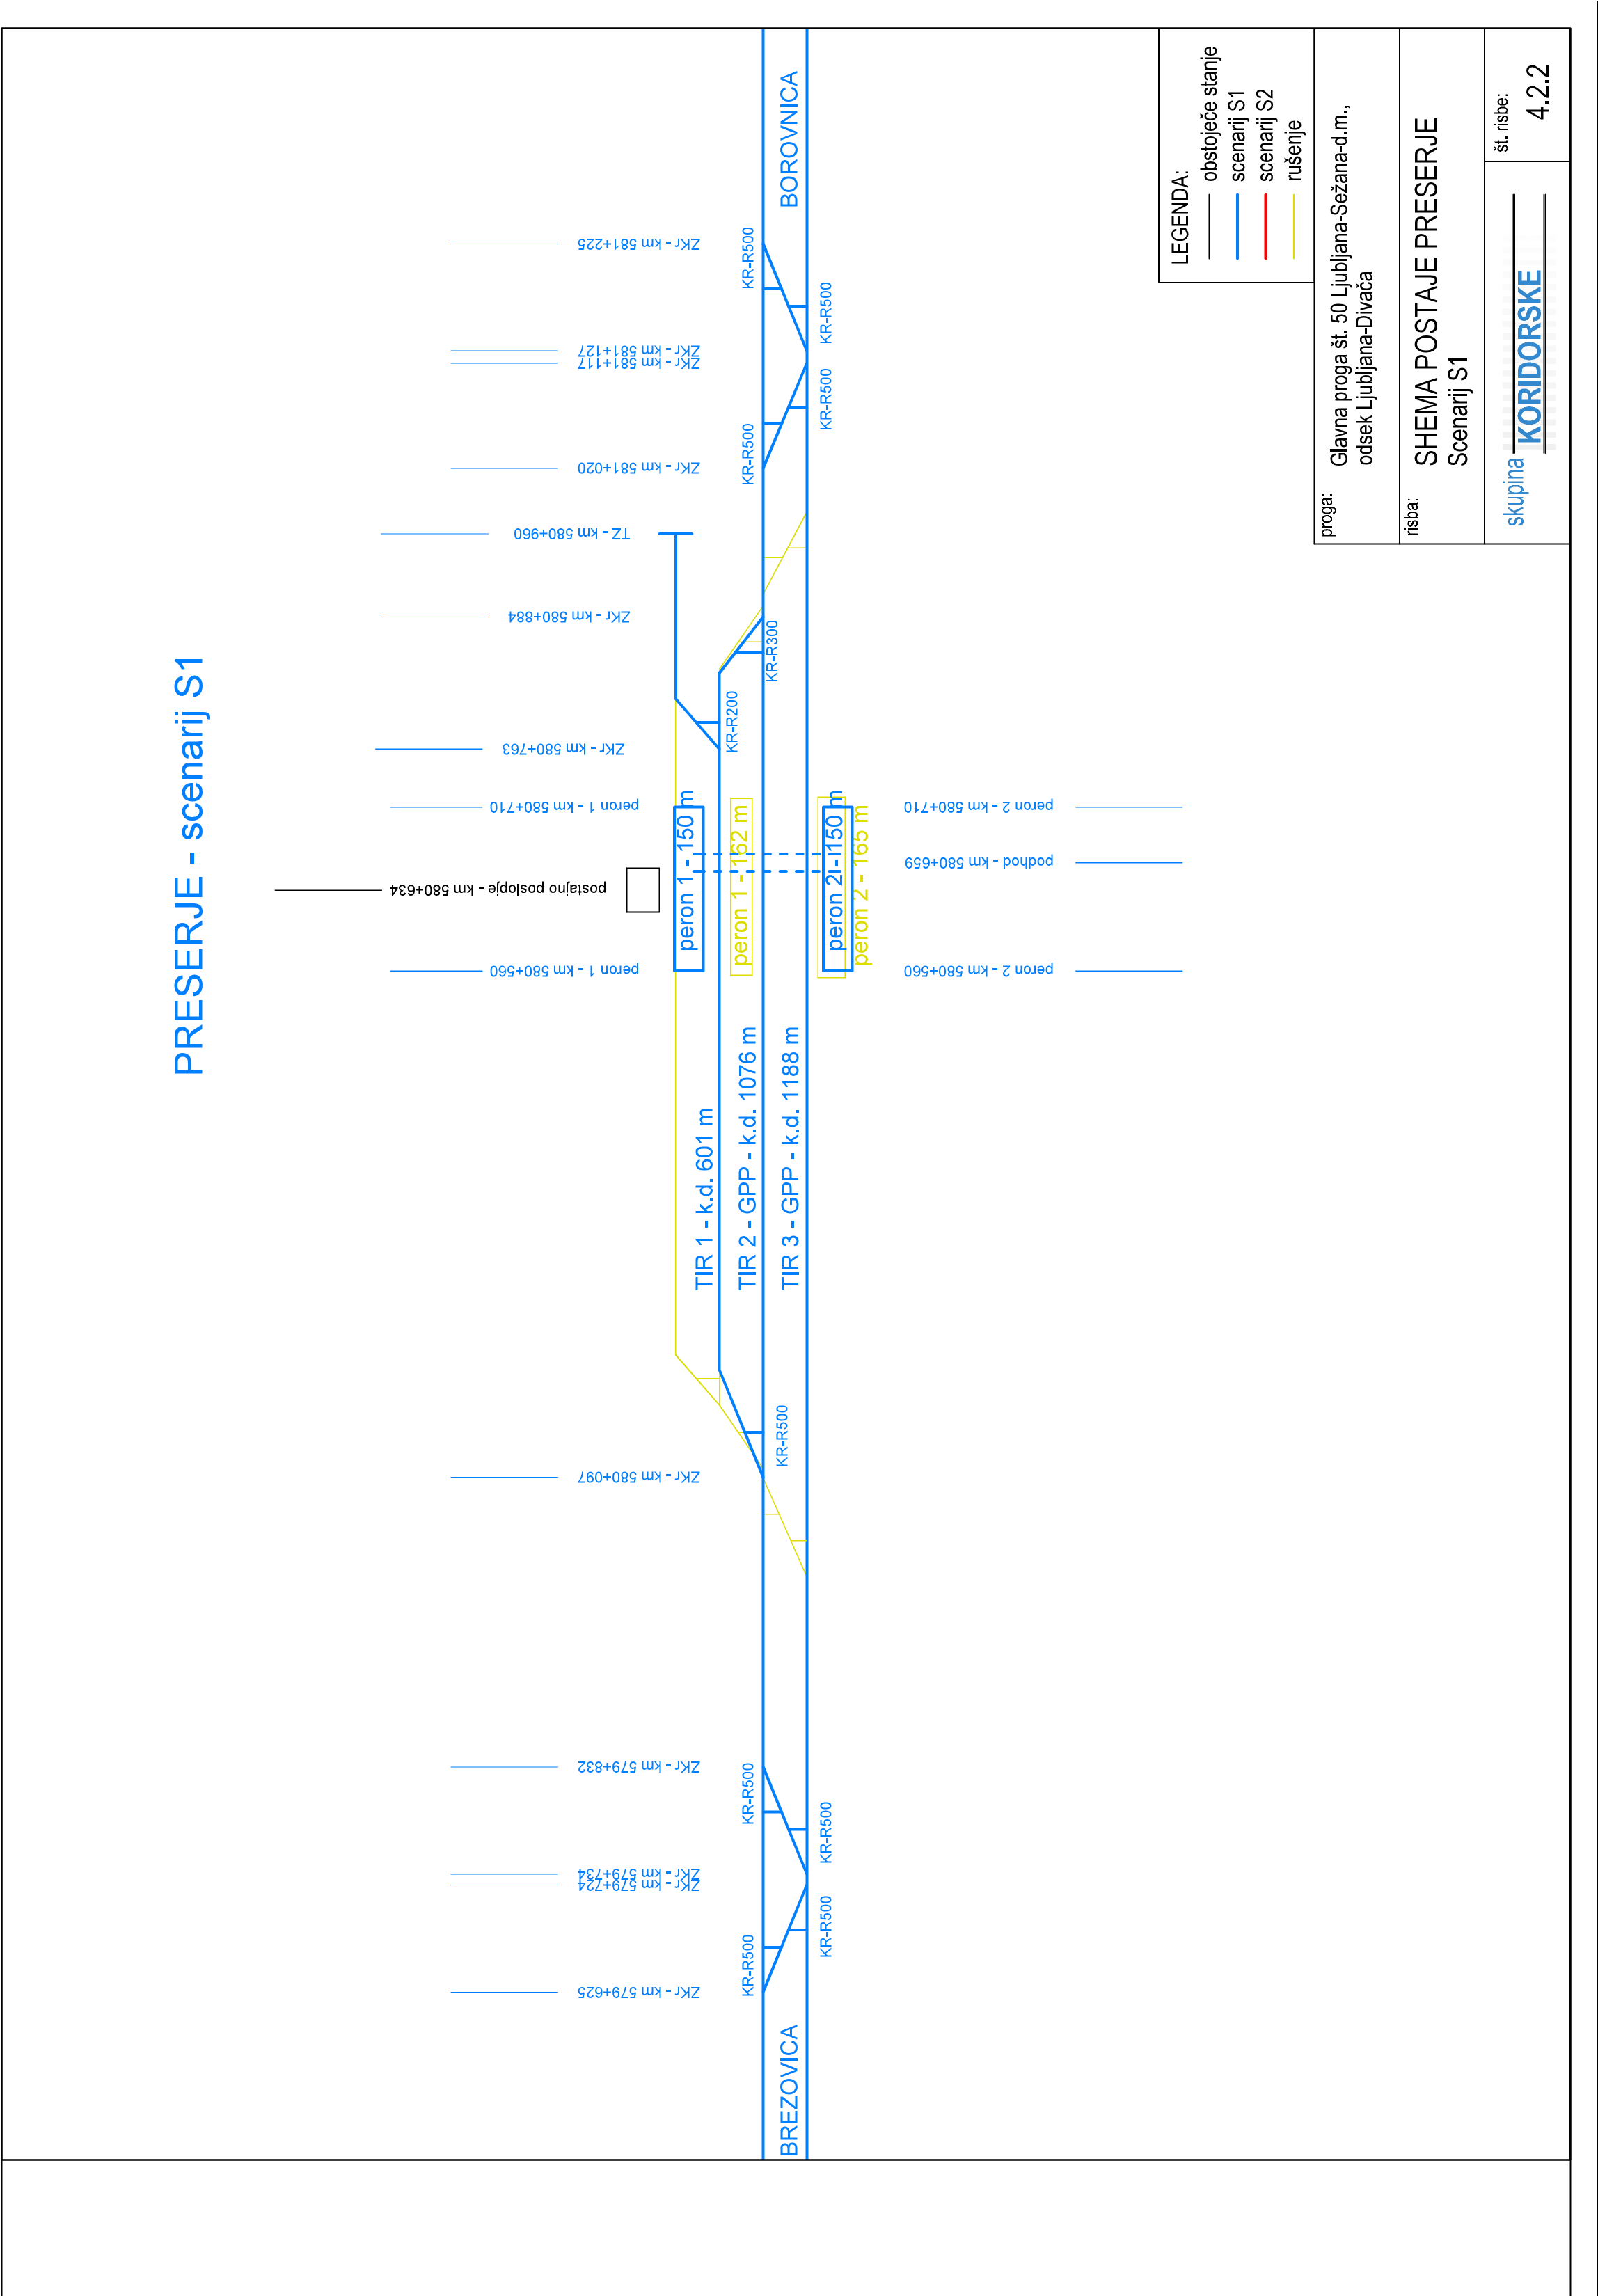 PRESERJE - scenarij S1
ZKr - km 579+625
ZKr - km 579+724
ZKr - km 579+734
ZKr - km 579+832
ZKr - km 580+097
peron 1 - km 580+560
postajno poslopje - km 580+634
peron 1 - km 580+710
ZKr - km 580+763
ZKr - km 580+884
TZ - km 580+960
ZKr - km 581+020
ZKr - km 581+117
ZKr - km 581+127
ZKr - km 581+225
peron 1 - 150 m
TIR 1 - k.d. 601 m
KR-R200
peron 1 - 162 m
KR-R500
KR-R500
TIR 2 - GPP - k.d. 1076 m
KR-R500
KR-R500
KR-R500
KR-R300
BREZOVICA
TIR 3 - GPP - k.d. 1188 m
BOROVNICA
KR-R500
KR-R500
peron 2 - 150 m
KR-R500
KR-R500
peron 2 - 165 m
peron 2 - km 580+560
podhod - km 580+659
peron 2 - km 580+710
LEGENDA:
obstoječe stanje
scenarij S1
scenarij S2
rušenje
proga:
Glavna proga št. 50 Ljubljana-Sežana-d.m.,
odsek Ljubljana-Divača
risba:
SHEMA POSTAJE PRESERJE
Scenarij S1
skupina
KORIDORSKE
št. risbe:
4.2.2